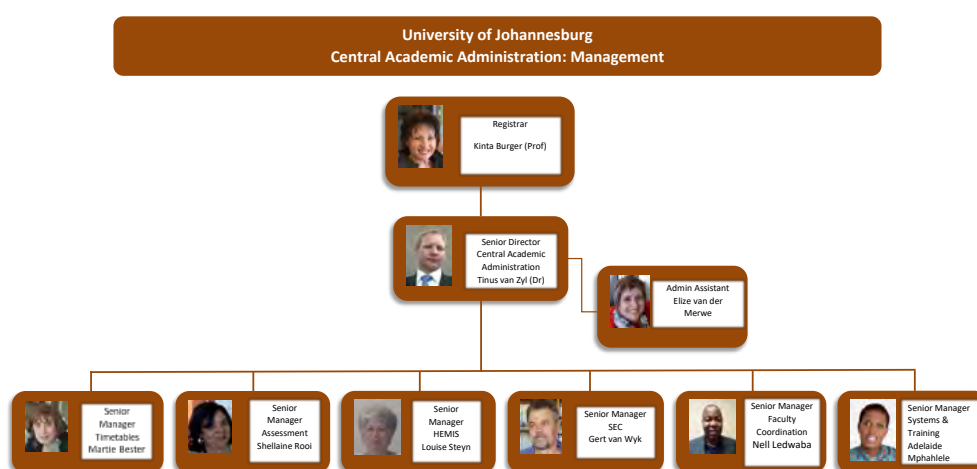 University of Johannesburg
Central Academic Administration: Management
Registrar
Kinta Burger (Prof)
Senior Director
Central Academic
Administration
Tinus van Zyl (Dr)
Admin Assistant
Elize van der
Merwe
Senior
Manager
Timetables
Martie Bester
Senior
Manager
Assessment
Shellaine Rooi
Senior
Manager
HEMIS
Louise Steyn
Senior Manager
SEC
Gert van Wyk
Senior Manager
Faculty
Coordination
Nell Ledwaba
Senior Manager
Systems &
Training
Adelaide
Mphahlele